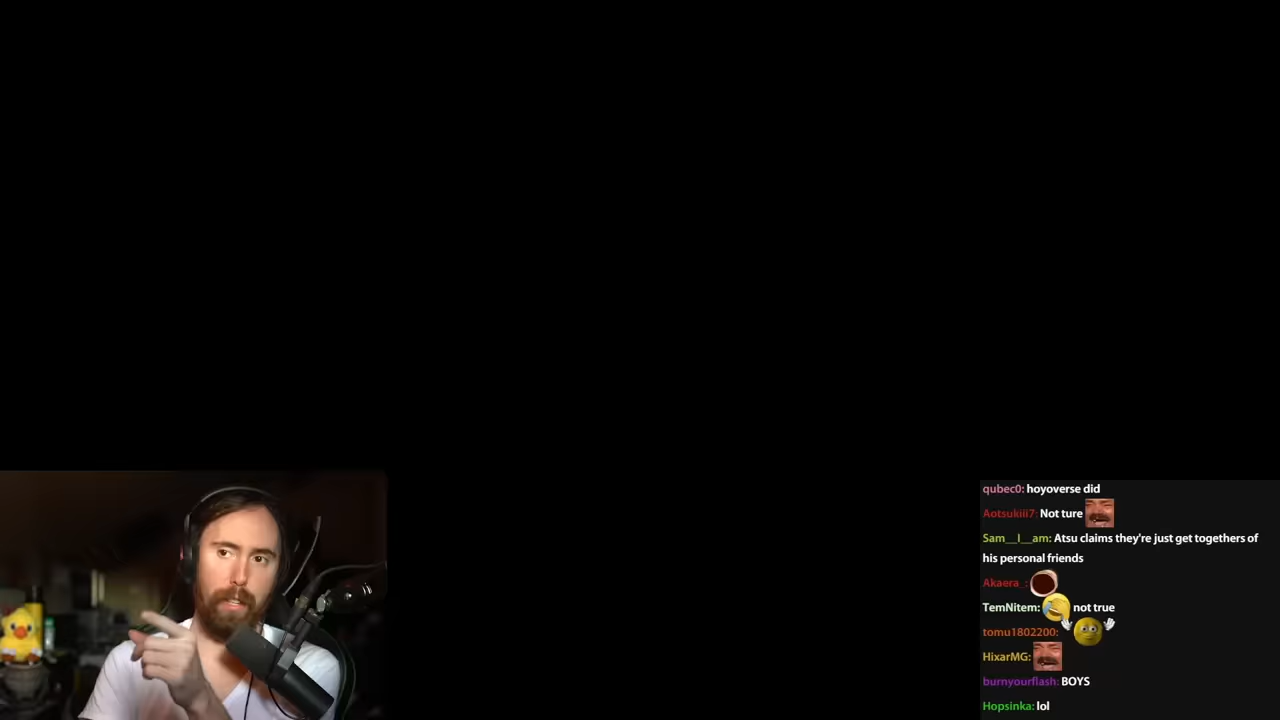 qubec0: hoyoverse did
Aotsukiii7: Not ture
Sam__I__am: Atsu claims they're just get togethers of
his personal friends
Akaera_:
TemNitem: not true
tomu1802200:
HixarMG:
burnyourflash: BOYS
Hopsinka: lol